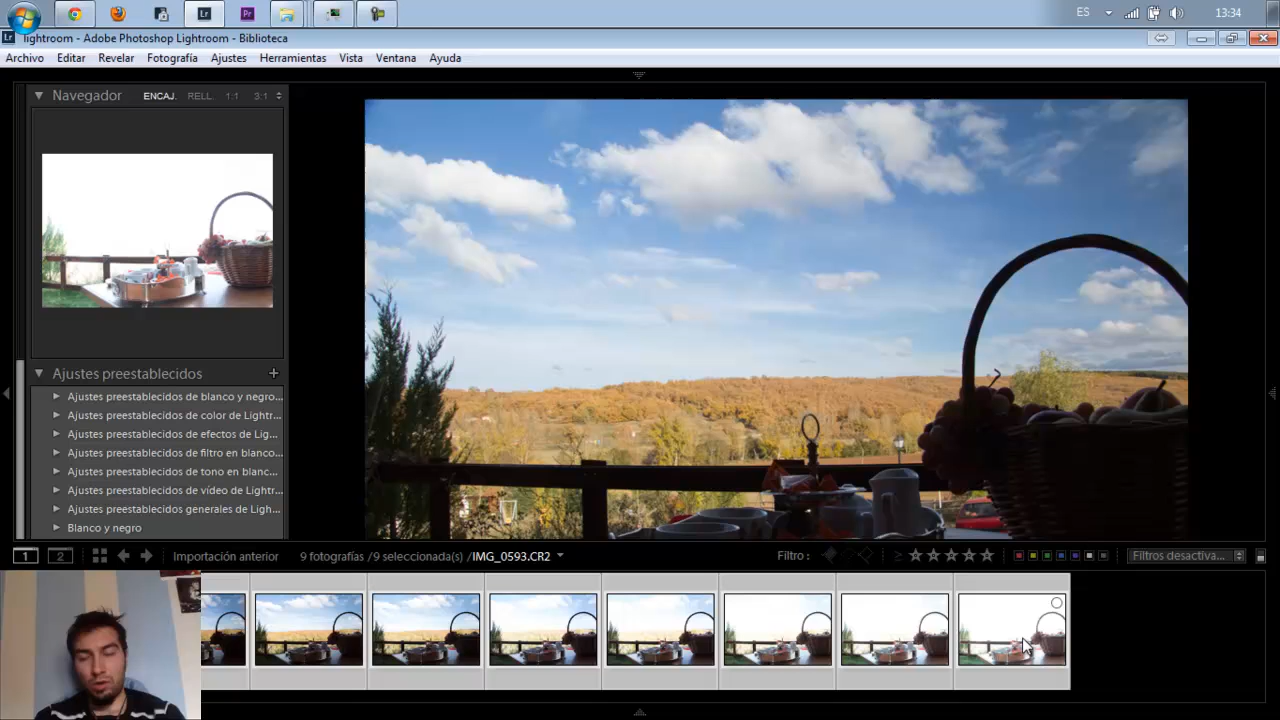 ES 13:34
lightroom - Adobe Photoshop Lightroom - Biblioteca
Archivo Editar Revelar Fotografía Ajustes Herramientas Vista Ventana Ayuda
Navegador ENCAJ. RELL. 1:1 3:1
Ajustes preestablecidos +
Ajustes preestablecidos de blanco y negro...
Ajustes preestablecidos de color de Lightr...
Ajustes preestablecidos de efectos de Lig...
Ajustes preestablecidos de filtro en blanco...
Ajustes preestablecidos de tono en blanc...
Ajustes preestablecidos de vídeo de Lightr...
Ajustes preestablecidos generales de Ligh...
Blanco y negro
1 2 Importación anterior 9 fotografías /9 seleccionada(s) /IMG_0593.CR2 Filtro : Filtros desactiva...